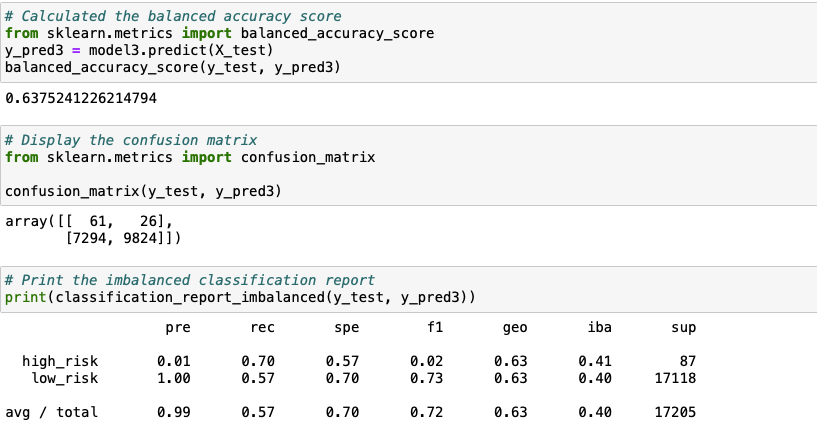 # Calculated the balanced accuracy score
from sklearn.metrics import balanced_accuracy_score
y_pred3 = model3.predict(X_test)
balanced_accuracy_score(y_test, y_pred3)
0.6375241226214794
# Display the confusion matrix
from sklearn.metrics import confusion_matrix
confusion_matrix(y_test, y_pred3)
array([[  61,   26],
       [7294, 9824]])
# Print the imbalanced classification report
print(classification_report_imbalanced(y_test, y_pred3))
pre rec spe f1 geo iba sup
high_risk 0.01 0.70 0.57 0.02 0.63 0.41 87
low_risk 1.00 0.57 0.70 0.73 0.63 0.40 17118
avg / total 0.99 0.57 0.70 0.72 0.63 0.40 17205